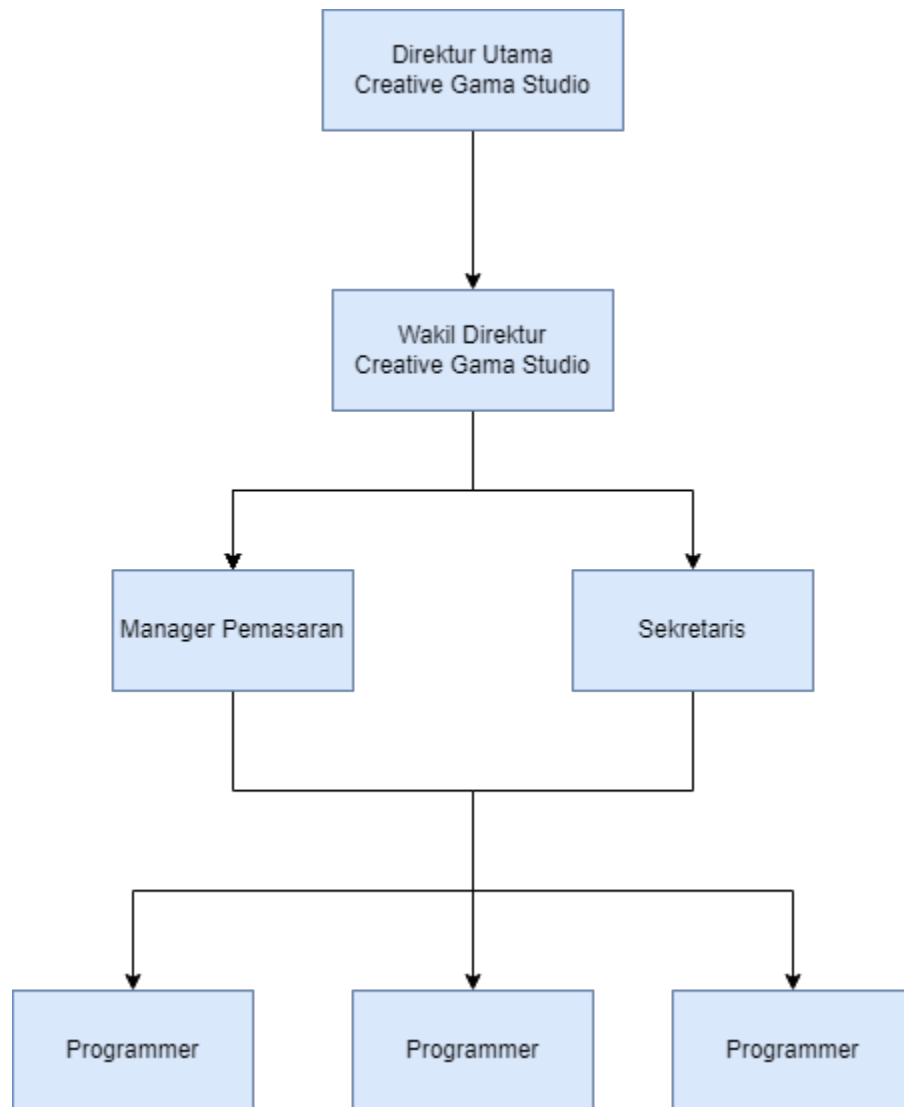 Direktur Utama
Creative Gama Studio
Wakil Direktur
Creative Gama Studio
Manager Pemasaran
Sekretaris
Programmer
Programmer
Programmer